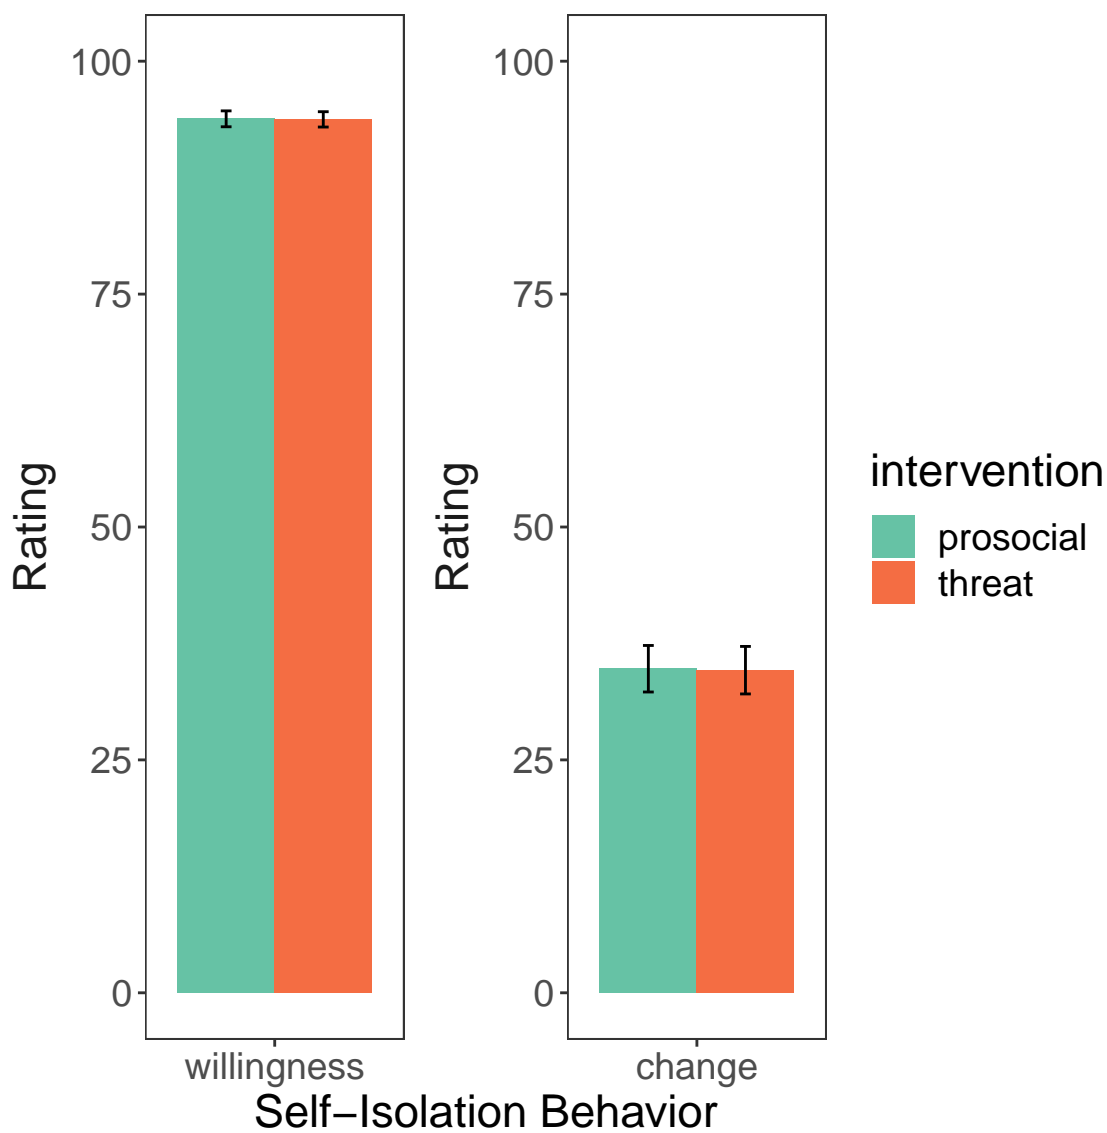 100
75
50
25
0
Rating
willingness
100
75
50
25
0
Rating
change
Self−Isolation Behavior
intervention
prosocial
threat